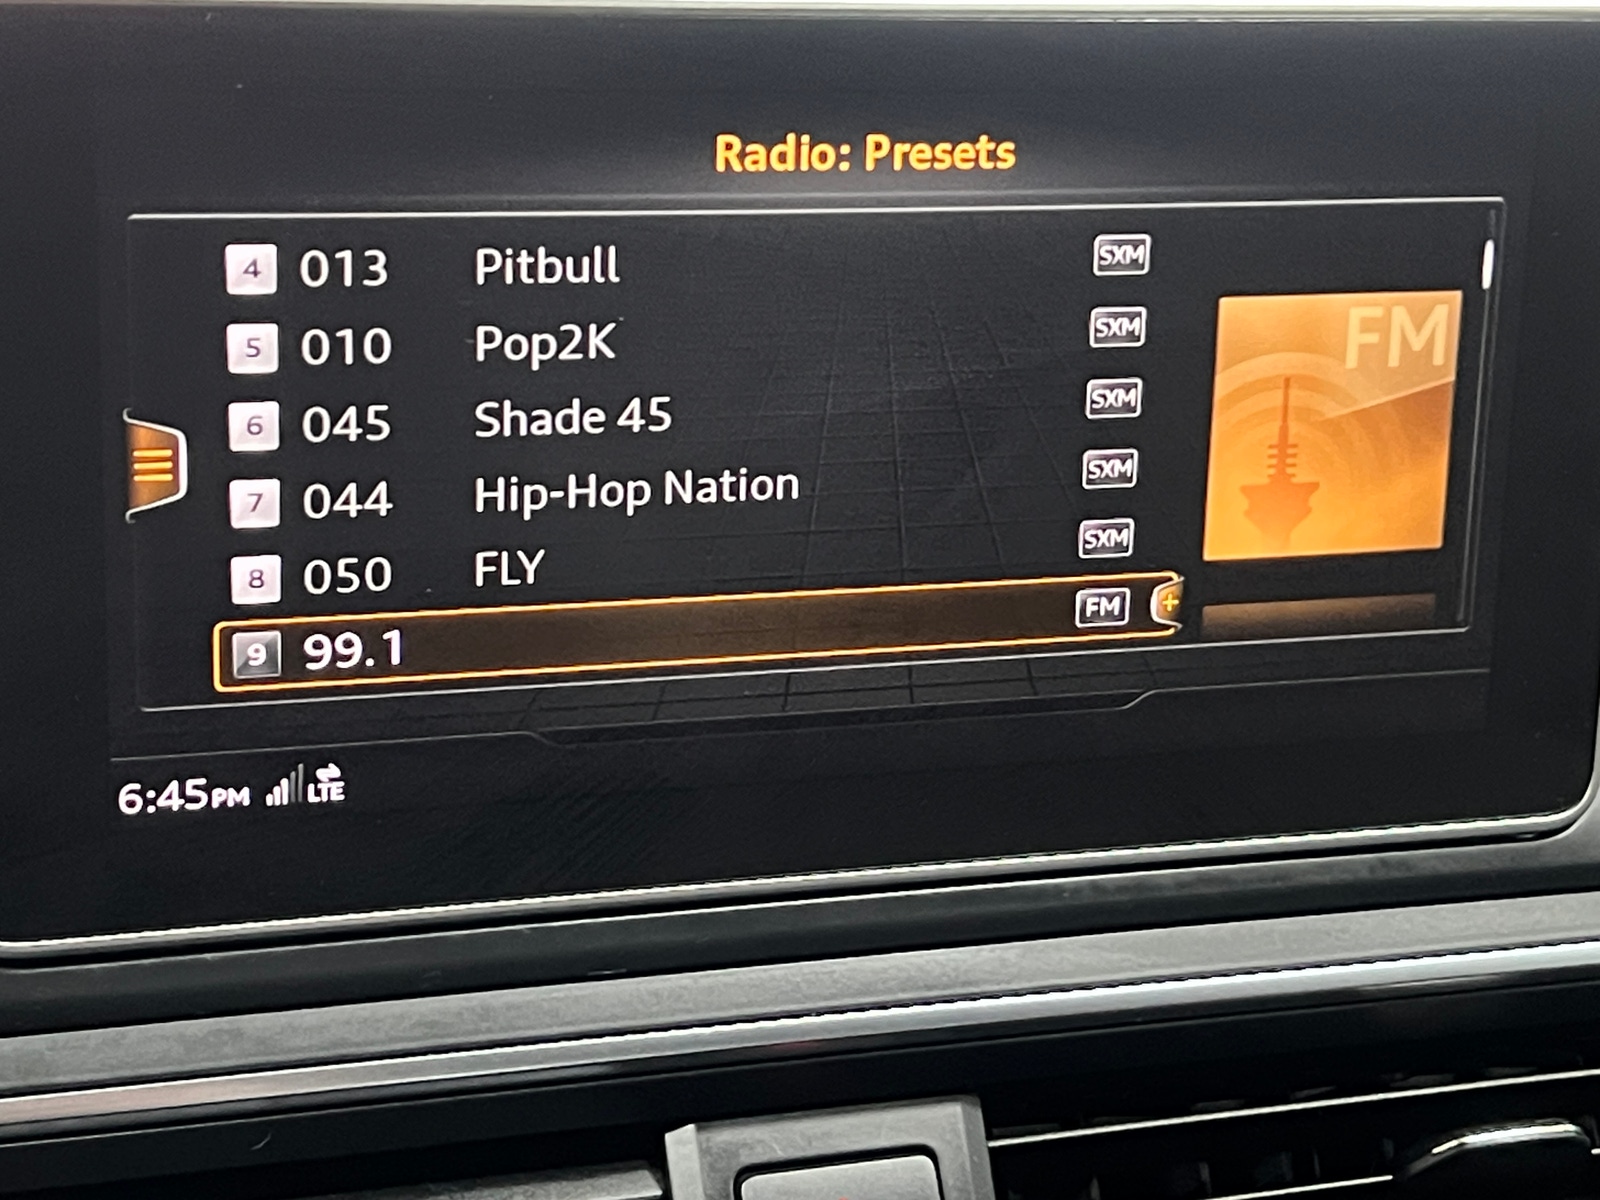 Radio: Presets
4 013 Pitbull SXM
5 010 Pop2K SXM
6 045 Shade 45 SXM
7 044 Hip-Hop Nation SXM
8 050 FLY SXM
9 99.1 FM +
FM
6:45PM LTE